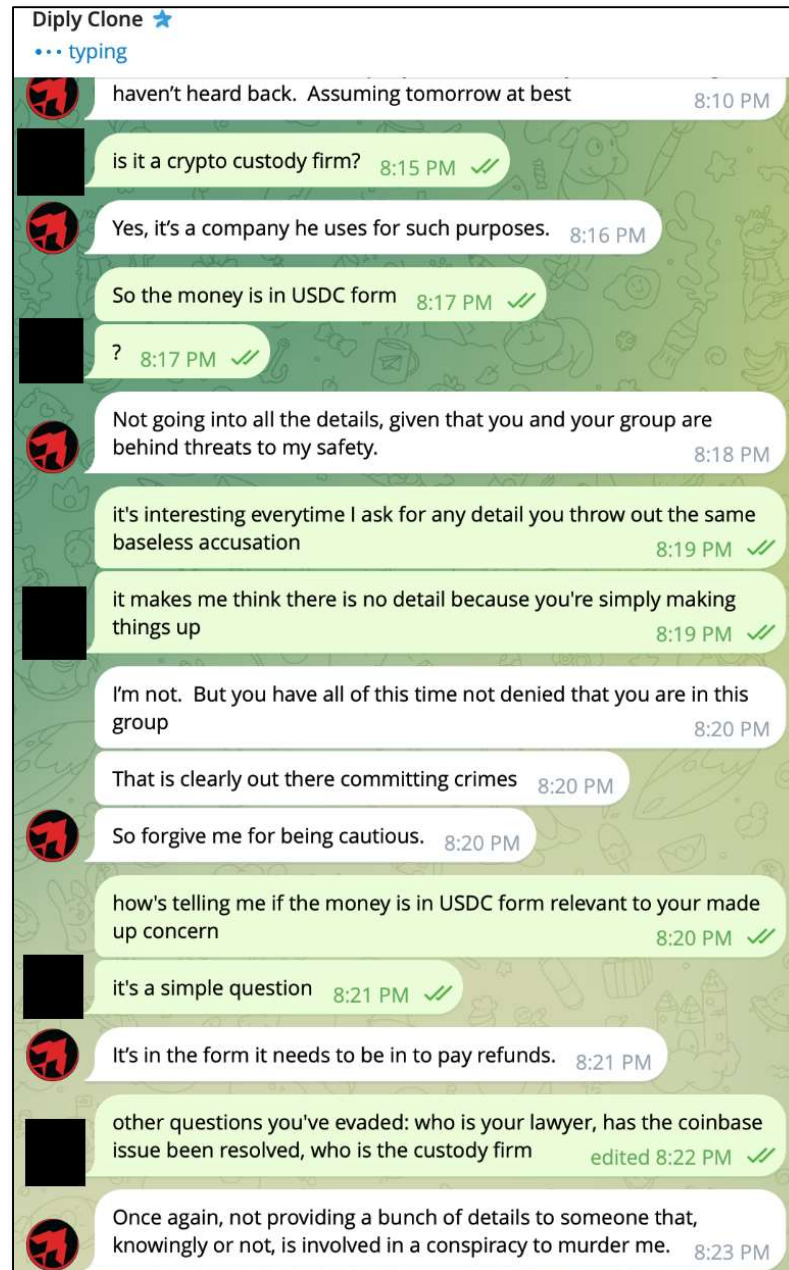 Diply Clone
typing
haven’t heard back.  Assuming tomorrow at best
8:10 PM
is it a crypto custody firm? 8:15 PM
Yes, it’s a company he uses for such purposes. 8:16 PM
So the money is in USDC form 8:17 PM
? 8:17 PM
Not going into all the details, given that you and your group are
behind threats to my safety. 8:18 PM
it's interesting everytime I ask for any detail you throw out the same
baseless accusation 8:19 PM
it makes me think there is no detail because you're simply making
things up 8:19 PM
I’m not.  But you have all of this time not denied that you are in this
group 8:20 PM
That is clearly out there committing crimes 8:20 PM
So forgive me for being cautious. 8:20 PM
how's telling me if the money is in USDC form relevant to your made
up concern 8:20 PM
it's a simple question 8:21 PM
It’s in the form it needs to be in to pay refunds. 8:21 PM
other questions you've evaded: who is your lawyer, has the coinbase
issue been resolved, who is the custody firm edited 8:22 PM
Once again, not providing a bunch of details to someone that,
knowingly or not, is involved in a conspiracy to murder me. 8:23 PM